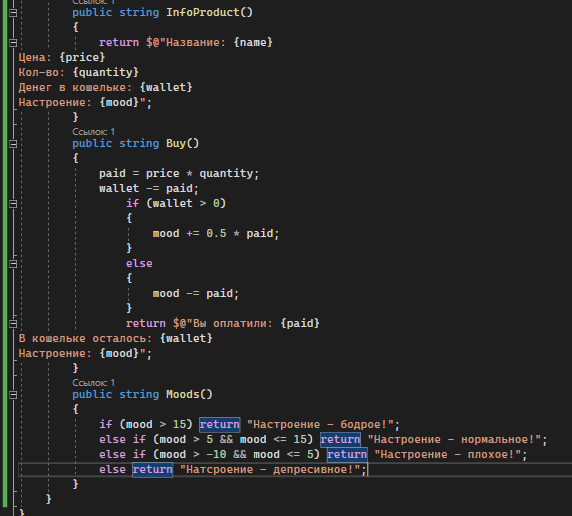 Ссылок: 1
public string InfoProduct()
{
return $@"Название: {name}
Цена: {price}
Кол-во: {quantity}
Денег в кошельке: {wallet}
Настроение: {mood}";
}
Ссылок: 1
public string Buy()
{
paid = price * quantity;
wallet -= paid;
if (wallet > 0)
{
mood += 0.5 * paid;
}
else
{
mood -= paid;
}
return $@"Вы оплатили: {paid}
В кошельке осталось: {wallet}
Настроение: {mood}";
}
Ссылок: 1
public string Moods()
{
if (mood > 15) return "Настроение - бодрое!";
else if (mood > 5 && mood <= 15) return "Настроение - нормальное!";
else if (mood > -10 && mood <= 5) return "Настроение - плохое!";
else return "Натсроение - депресивное!";
}
}
}